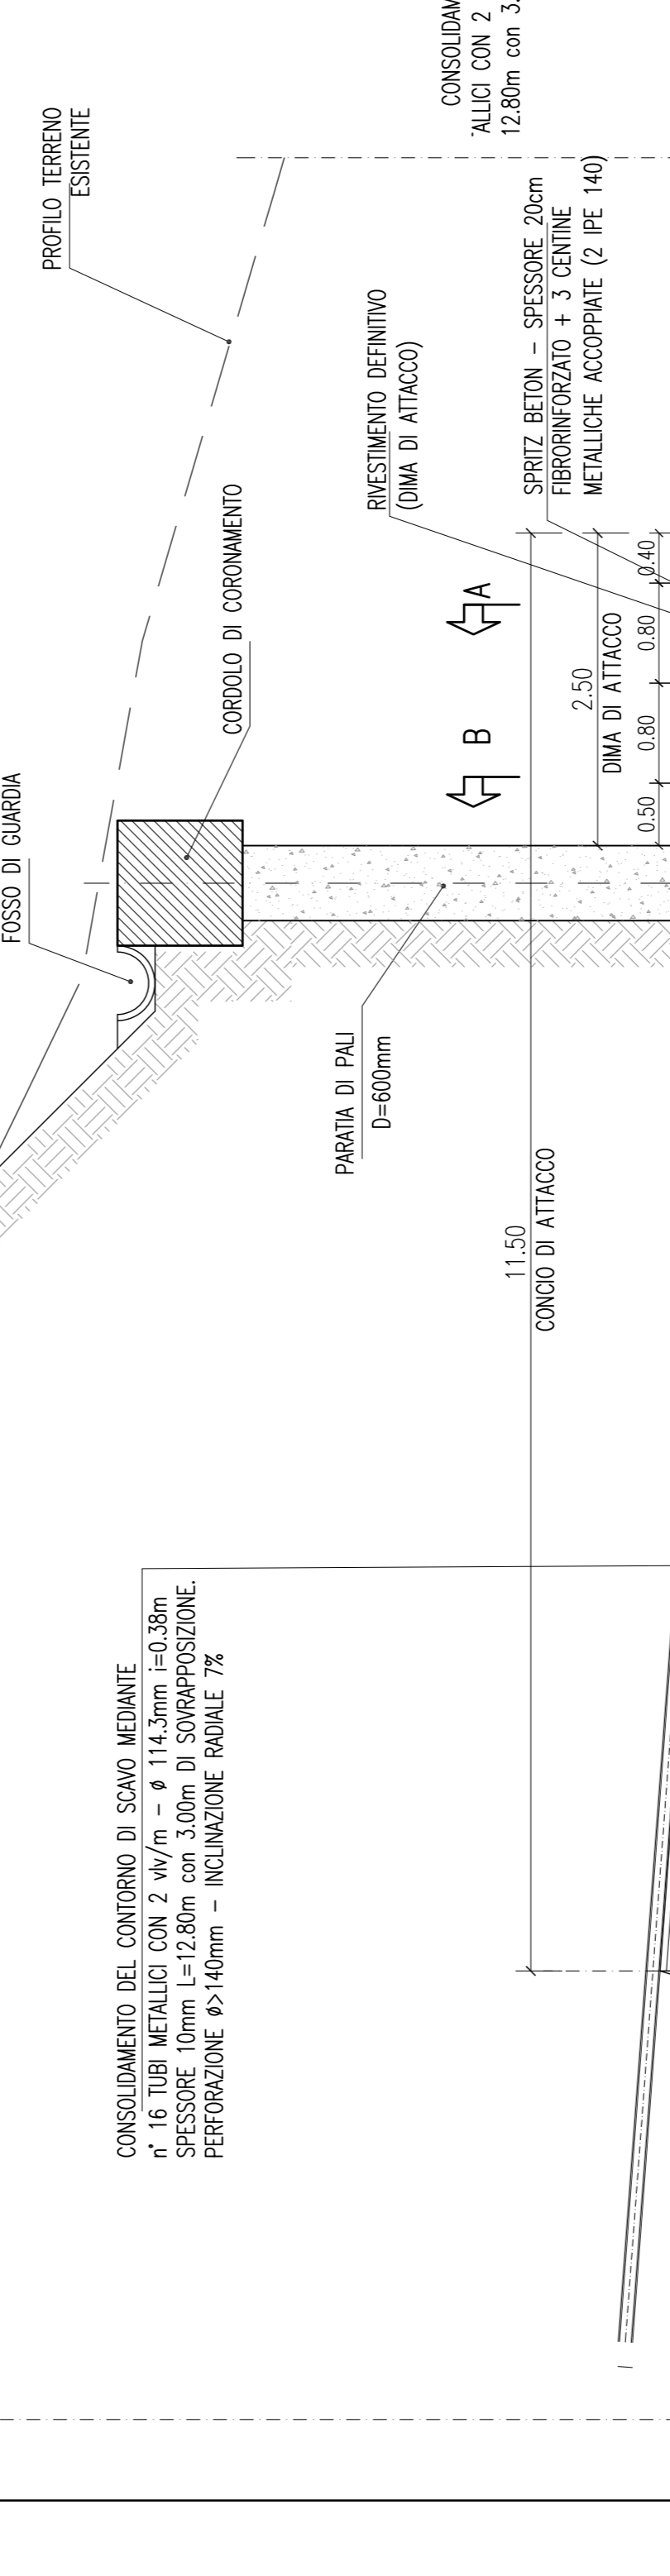 CONSOLIDAM
ALLICI CON 2
12.80m con 3.
PROFILO TERRENO
ESISTENTE
RIVESTIMENTO DEFINITIVO
(DIMA DI ATTACCO)
SPRITZ BETON – SPESSORE 20cm
FIBRORINFORZATO + 3 CENTINE
METALLICHE ACCOPPIATE (2 IPE 140)
CORDOLO DI CORONAMENTO
FOSSO DI GUARDIA
A
B
2.50
DIMA DI ATTACCO
0.50
0.80
0.80
0.40
PARATIA DI PALI
D=600mm
11.50
CONCIO DI ATTACCO
CONSOLIDAMENTO DEL CONTORNO DI SCAVO MEDIANTE
n° 16 TUBI METALLICI CON 2 vlv/m – ø 114.3mm i=0.38m
SPESSORE 10mm L=12.80m con 3.00m DI SOVRAPPOSIZIONE.
PERFORAZIONE ø>140mm – INCLINAZIONE RADIALE 7%